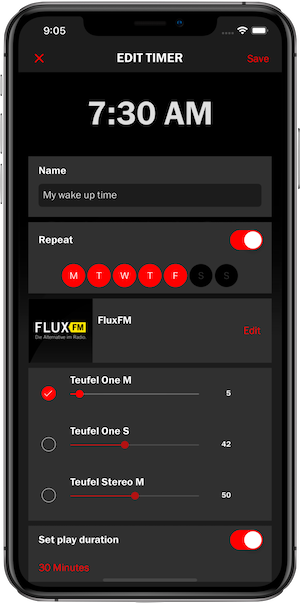 9:05
EDIT TIMER
Save
7:30 AM
Name
My wake up time
Repeat
M T W T F S S
FLUX FM
Die Alternative im Radio.
FluxFM
Edit
Teufel One M
5
Teufel One S
42
Teufel Stereo M
50
Set play duration
30 Minutes